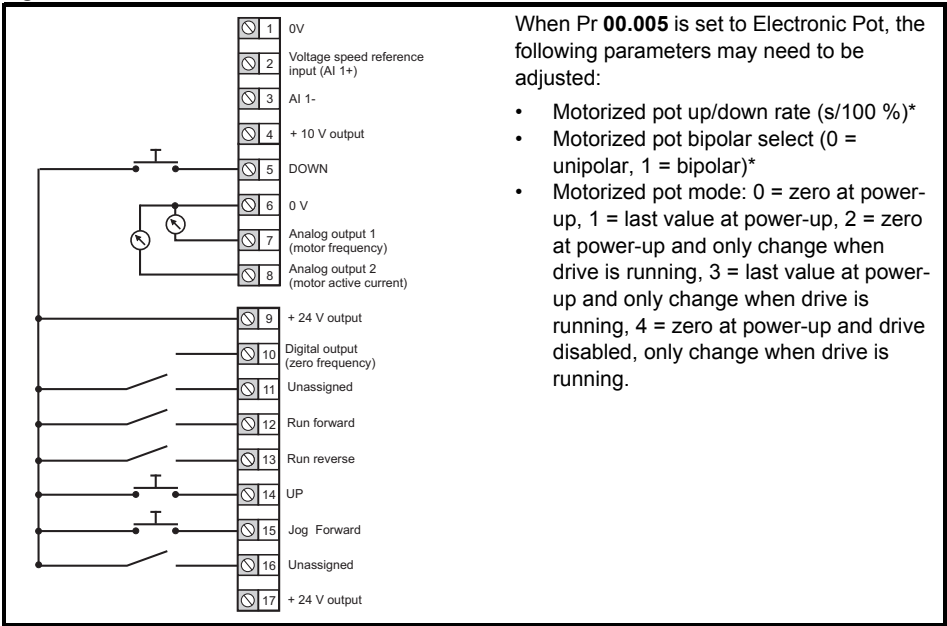 1 0V
2 Voltage speed reference
input (AI 1+)
3 AI 1-
4 + 10 V output
5 DOWN
6 0 V
7 Analog output 1
(motor frequency)
8 Analog output 2
(motor active current)
9 + 24 V output
10 Digital output
(zero frequency)
11 Unassigned
12 Run forward
13 Run reverse
14 UP
15 Jog Forward
16 Unassigned
17 + 24 V output
When Pr 00.005 is set to Electronic Pot, the
following parameters may need to be
adjusted:
• Motorized pot up/down rate (s/100 %)*
• Motorized pot bipolar select (0 =
unipolar, 1 = bipolar)*
• Motorized pot mode: 0 = zero at power-
up, 1 = last value at power-up, 2 = zero
at power-up and only change when
drive is running, 3 = last value at power-
up and only change when drive is
running, 4 = zero at power-up and drive
disabled, only change when drive is
running.